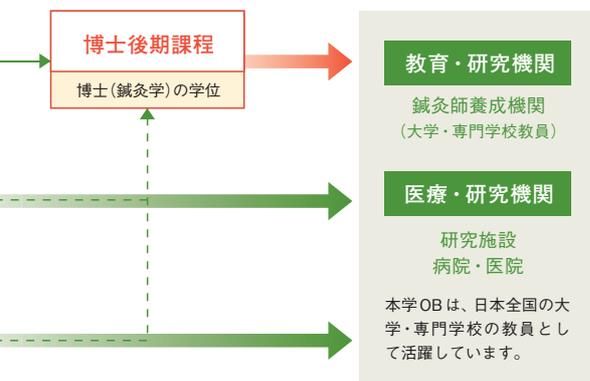 博士後期課程
博士（鍼灸学）の学位
教育・研究機関
鍼灸師養成機関
（大学・専門学校教員）
医療・研究機関
研究施設
病院・医院
本学OBは、日本全国の大
学・専門学校の教員とし
て活躍しています。